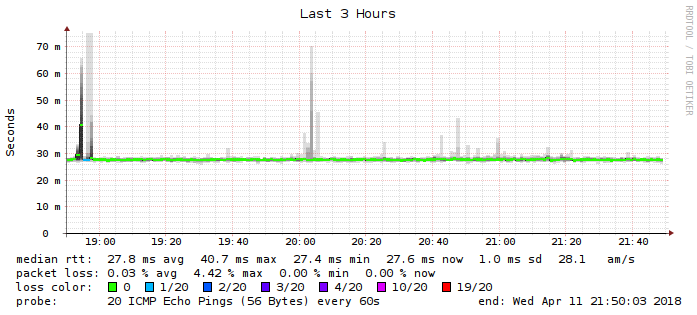 Last 3 Hours
RRDTOOL / TOBI OETIKER
Seconds
70 m
60 m
50 m
40 m
30 m
20 m
10 m
0
19:00 19:20 19:40 20:00 20:20 20:40 21:00 21:20 21:40
median rtt: 27.8 ms avg 40.7 ms max 27.4 ms min 27.6 ms now 1.0 ms sd 28.1 am/s
packet loss: 0.03 % avg 4.42 % max 0.00 % min 0.00 % now
loss color: 0 1/20 2/20 3/20 4/20 10/20 19/20
probe: 20 ICMP Echo Pings (56 Bytes) every 60s end: Wed Apr 11 21:50:03 2018